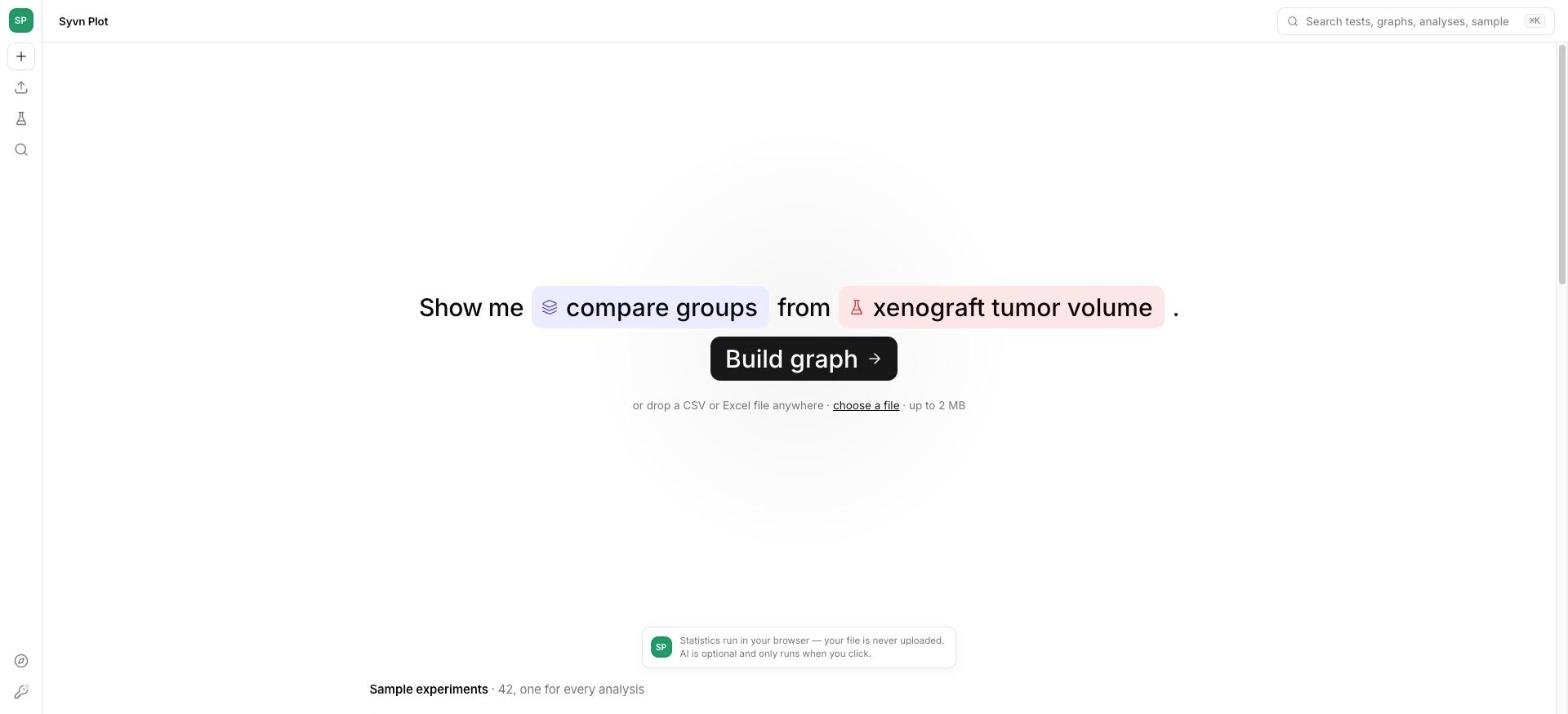 SP
Syvn Plot
Search tests, graphs, analyses, sample
⌘K
Show me compare groups from xenograft tumor volume .
Build graph →
or drop a CSV or Excel file anywhere · choose a file · up to 2 MB
SP
Statistics run in your browser — your file is never uploaded.
AI is optional and only runs when you click.
Sample experiments · 42, one for every analysis